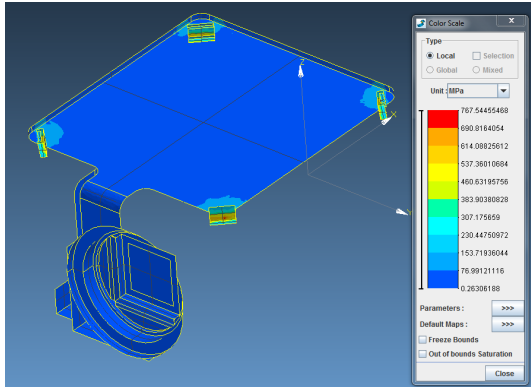 Color Scale
Type
Local
Selection
Global
Mixed
Unit : MPa
767.54455468
690.8164054
614.08825612
537.36010684
460.63195756
383.90380828
307.175659
230.44750972
153.71936044
76.99121116
0.26306188
Parameters :
>>>
Default Maps :
>>>
Freeze Bounds
Out of bounds Saturation
Close
z